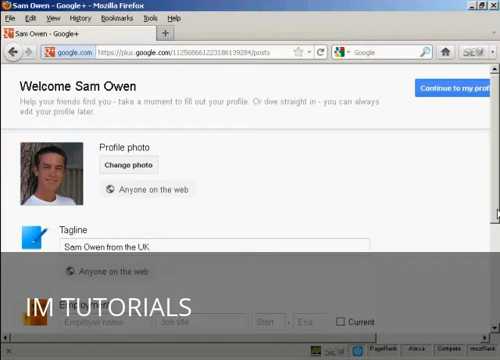 Sam Owen - Google+ - Mozilla Firefox
File Edit View History Bookmarks Tools Help
Sam Owen - Google+
google.com https://plus.google.com/112568661223186139284/posts Google
Welcome Sam Owen
Continue to my prof
Help your friends find you - take a moment to fill out your profile. Or dive straight in - you can always
edit your profile later.
Profile photo
Change photo
Anyone on the web
Tagline
Sam Owen from the UK
Anyone on the web
IM TUTORIALS
Employment
Employer name Job title Start - End Current
PageRank Alexa Compete mozRank